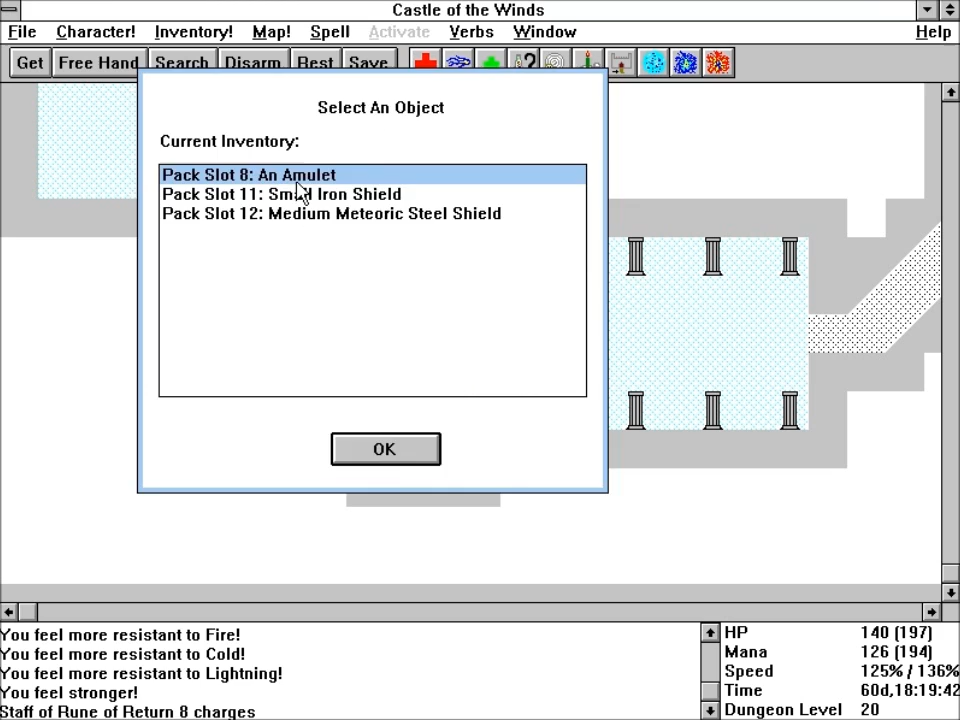 Castle of the Winds
File Character! Inventory! Map! Spell Activate Verbs Window Help
Get Free Hand Search Disarm Rest Save
Select An Object
Current Inventory:
Pack Slot 8: An Amulet
Pack Slot 11: Small Iron Shield
Pack Slot 12: Medium Meteoric Steel Shield
OK
You feel more resistant to Fire!
You feel more resistant to Cold!
You feel more resistant to Lightning!
You feel stronger!
Staff of Rune of Return 8 charges
HP 140 (197)
Mana 126 (194)
Speed 125% / 136%
Time 60d,18:19:42
Dungeon Level 20